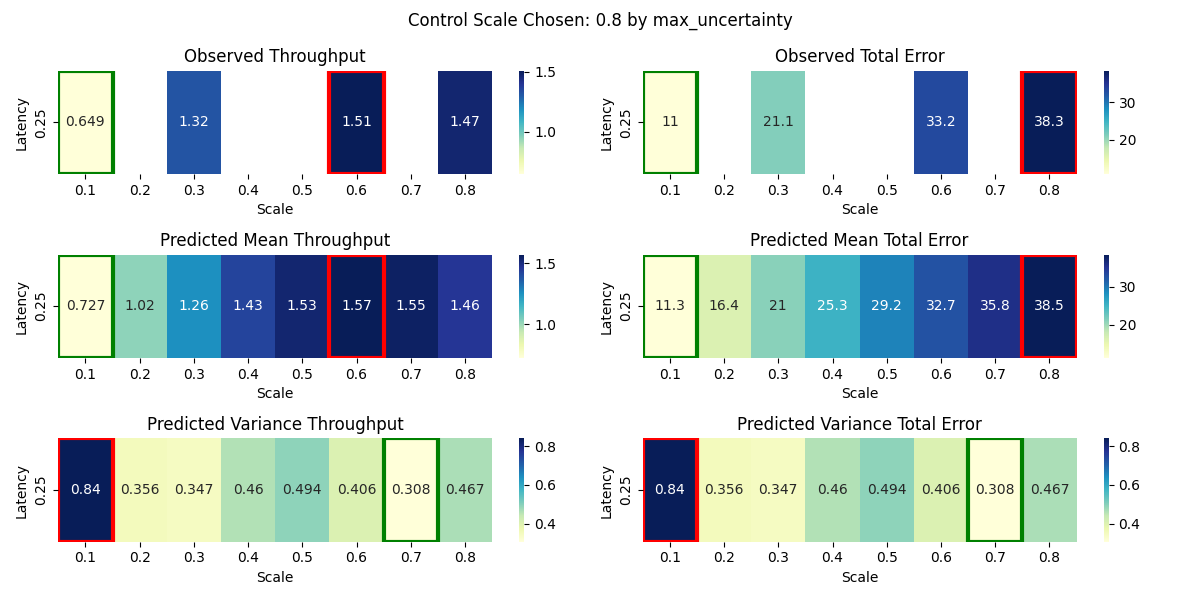 Control Scale Chosen: 0.8 by max_uncertainty
Observed Throughput
Latency
0.25
0.649 1.32 1.51 1.47
0.1 0.2 0.3 0.4 0.5 0.6 0.7 0.8
Scale
1.5
1.0
Observed Total Error
Latency
0.25
11 21.1 33.2 38.3
0.1 0.2 0.3 0.4 0.5 0.6 0.7 0.8
Scale
30
20
Predicted Mean Throughput
Latency
0.25
0.727 1.02 1.26 1.43 1.53 1.57 1.55 1.46
0.1 0.2 0.3 0.4 0.5 0.6 0.7 0.8
Scale
1.5
1.0
Predicted Mean Total Error
Latency
0.25
11.3 16.4 21 25.3 29.2 32.7 35.8 38.5
0.1 0.2 0.3 0.4 0.5 0.6 0.7 0.8
Scale
30
20
Predicted Variance Throughput
Latency
0.25
0.84 0.356 0.347 0.46 0.494 0.406 0.308 0.467
0.1 0.2 0.3 0.4 0.5 0.6 0.7 0.8
Scale
0.8
0.6
0.4
Predicted Variance Total Error
Latency
0.25
0.84 0.356 0.347 0.46 0.494 0.406 0.308 0.467
0.1 0.2 0.3 0.4 0.5 0.6 0.7 0.8
Scale
0.8
0.6
0.4